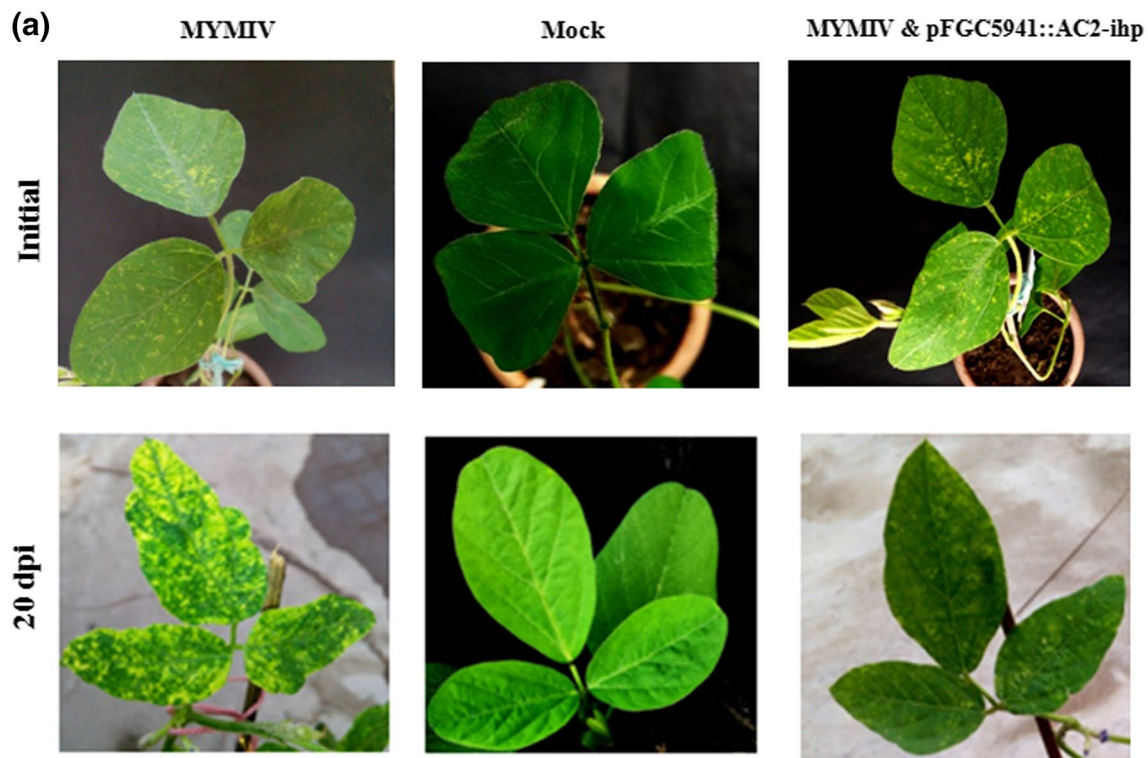 (a)
MYMIV
Mock
MYMIV & pFGC5941::AC2-ihp
Initial
20 dpi